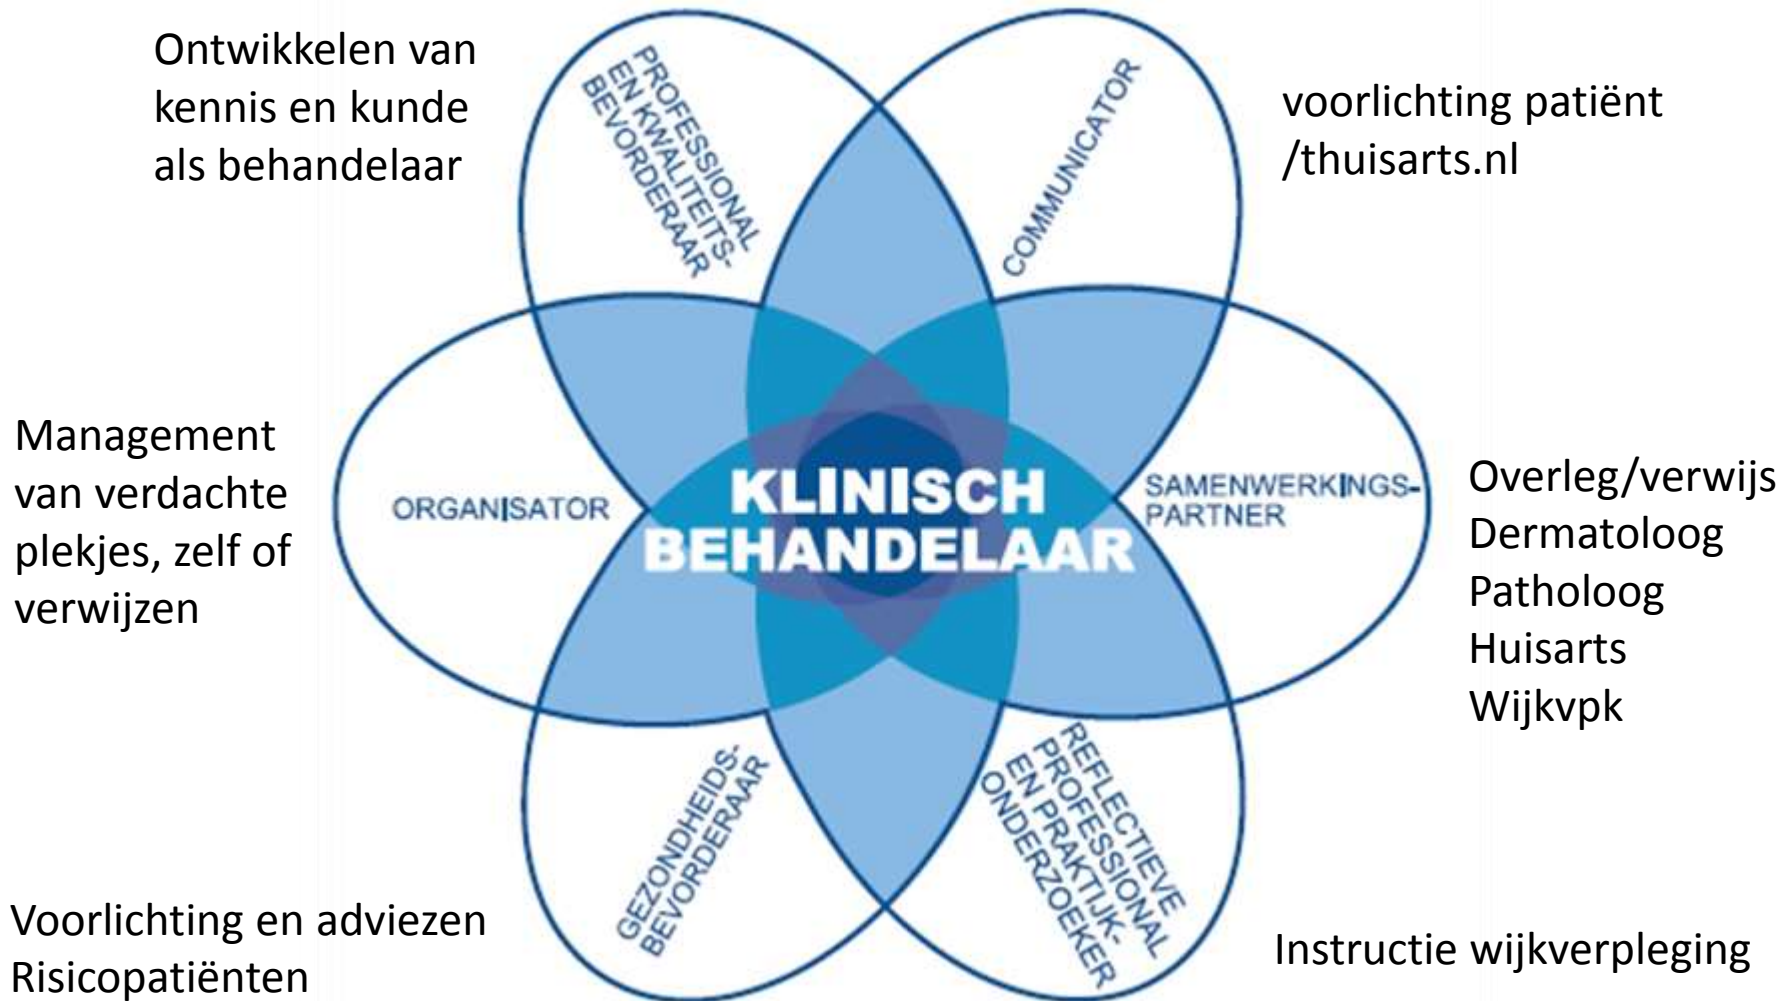 Ontwikkelen van
kennis en kunde
als behandelaar
PROFESSIONAL
EN KWALITEITS-
BEVORDERAAR
COMMUNICATOR
voorlichting patiënt
/thuisarts.nl
Management
van verdachte
plekjes, zelf of
verwijzen
ORGANISATOR
KLINISCH
BEHANDELAAR
SAMENWERKINGS-
PARTNER
Overleg/verwijs
Dermatoloog
Patholoog
Huisarts
Wijkvpk
GEZONDHEIDS-
BEVORDERAAR
REFLECTIEVE
PROFESSIONAL
EN PRAKTIJK-
ONDERZOEKER
Voorlichting en adviezen
Risicopatiënten
Instructie wijkverpleging